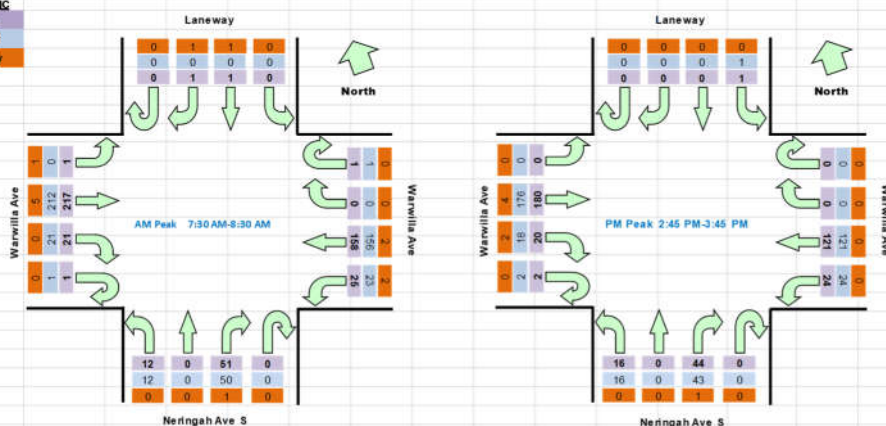 Laneway
0 1 1 0
0 0 0 0
0 1 1 0
North
Warwilla Ave
1 0 1
5 212 217
0 21 21
0 1 1
AM Peak 7:30 AM-8:30 AM
1 1 0
0 0 0
158 156 2
25 23 2
Warwilla Ave
12 0 51 0
12 0 50 0
0 0 1 0
Neringah Ave S
Laneway
0 0 0 0
0 0 0 1
0 0 0 1
North
Warwilla Ave
0 0 0
4 176 180
2 18 20
0 2 2
PM Peak 2:45 PM-3:45 PM
0 0 0
0 0 0
121 121 0
24 24 0
16 0 44 0
16 0 43 0
0 0 1 0
Neringah Ave S